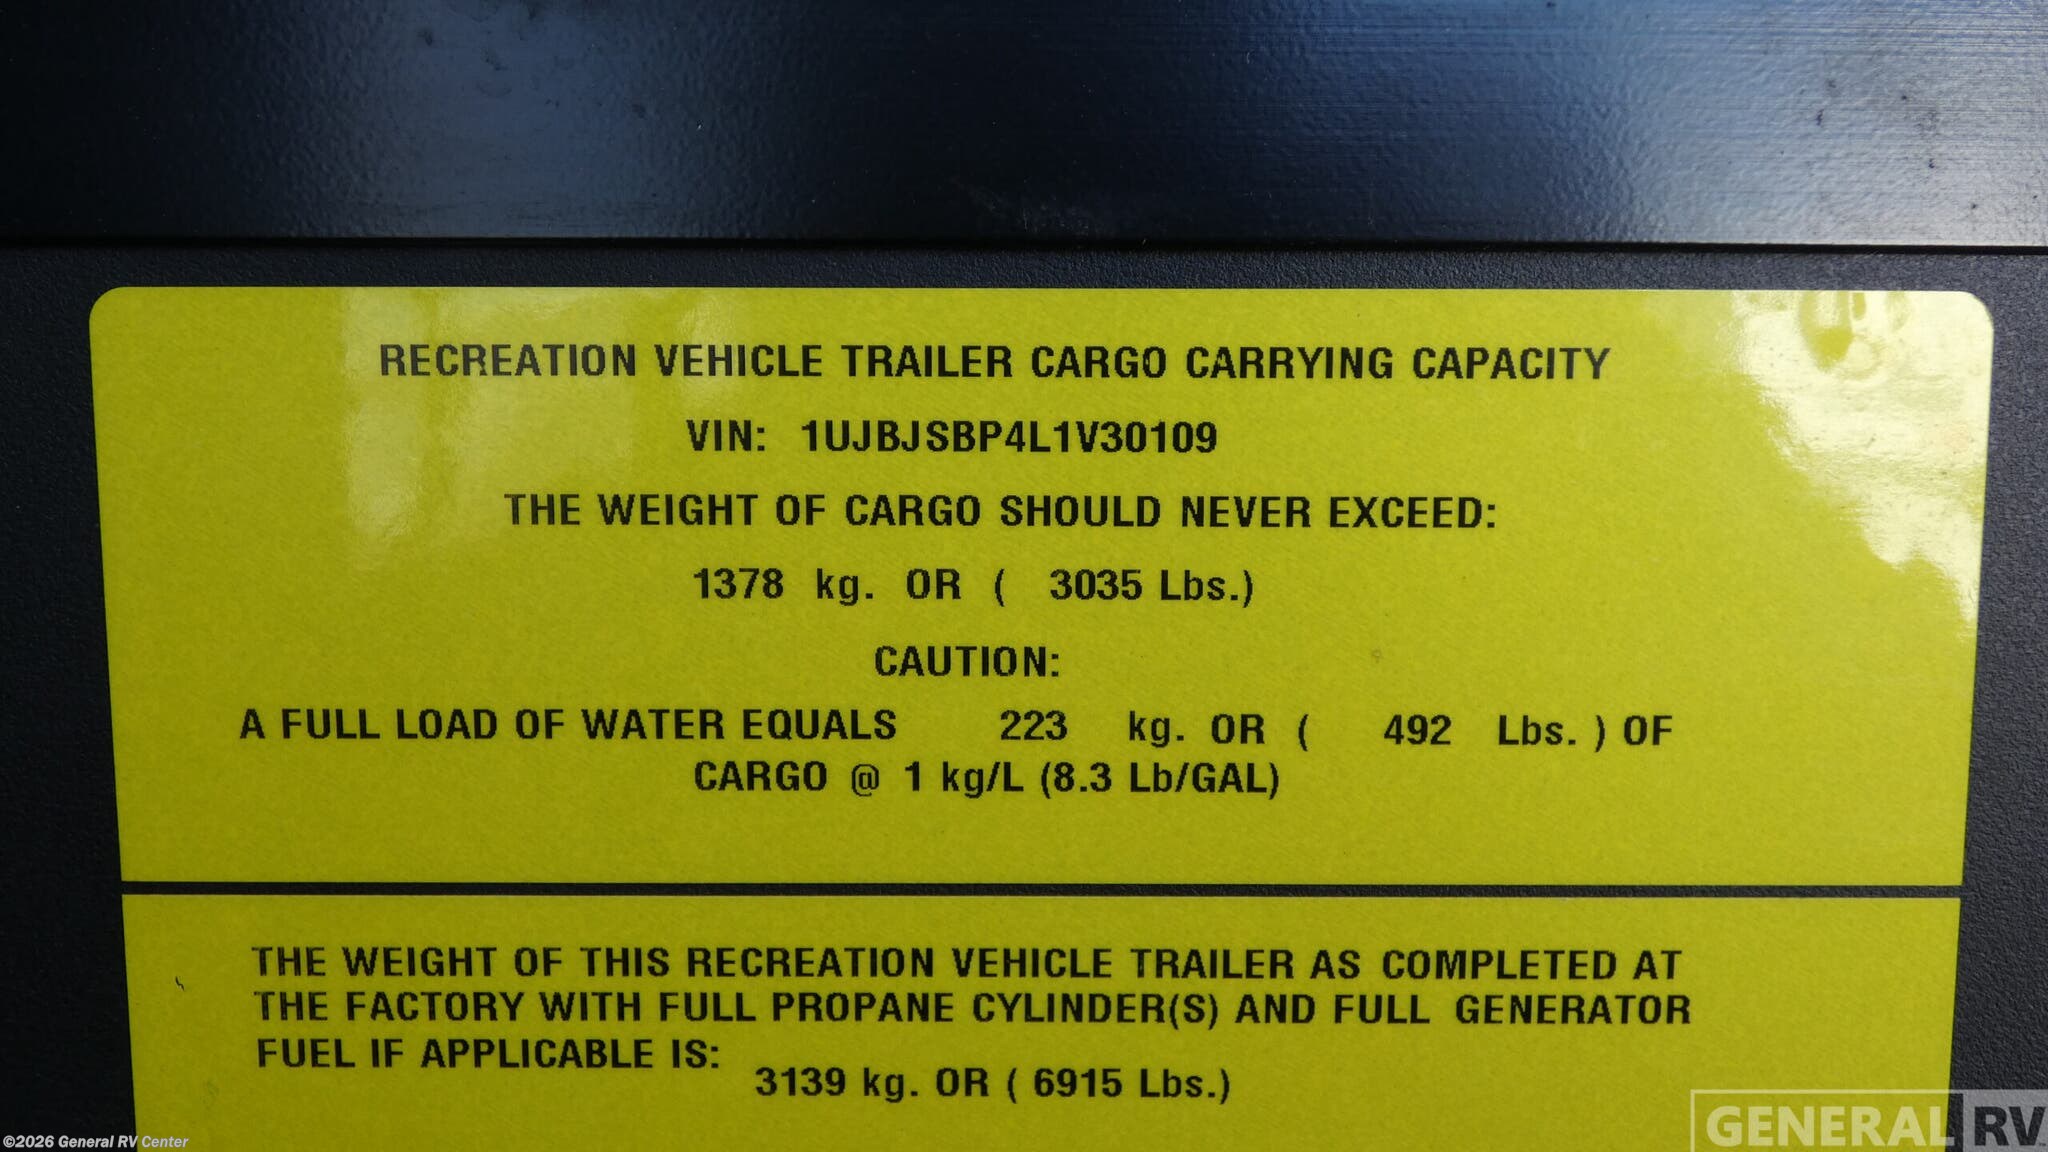 RECREATION VEHICLE TRAILER CARGO CARRYING CAPACITY
VIN: 1UJBJSBP4L1V30109
THE WEIGHT OF CARGO SHOULD NEVER EXCEED:
1378 kg. OR ( 3035 Lbs.)
CAUTION:
A FULL LOAD OF WATER EQUALS 223 kg. OR ( 492 Lbs. ) OF
CARGO @ 1 kg/L (8.3 Lb/GAL)
THE WEIGHT OF THIS RECREATION VEHICLE TRAILER AS COMPLETED AT
THE FACTORY WITH FULL PROPANE CYLINDER(S) AND FULL GENERATOR
FUEL IF APPLICABLE IS:
3139 kg. OR ( 6915 Lbs.)
©2026 General RV Center
GENERAL RV